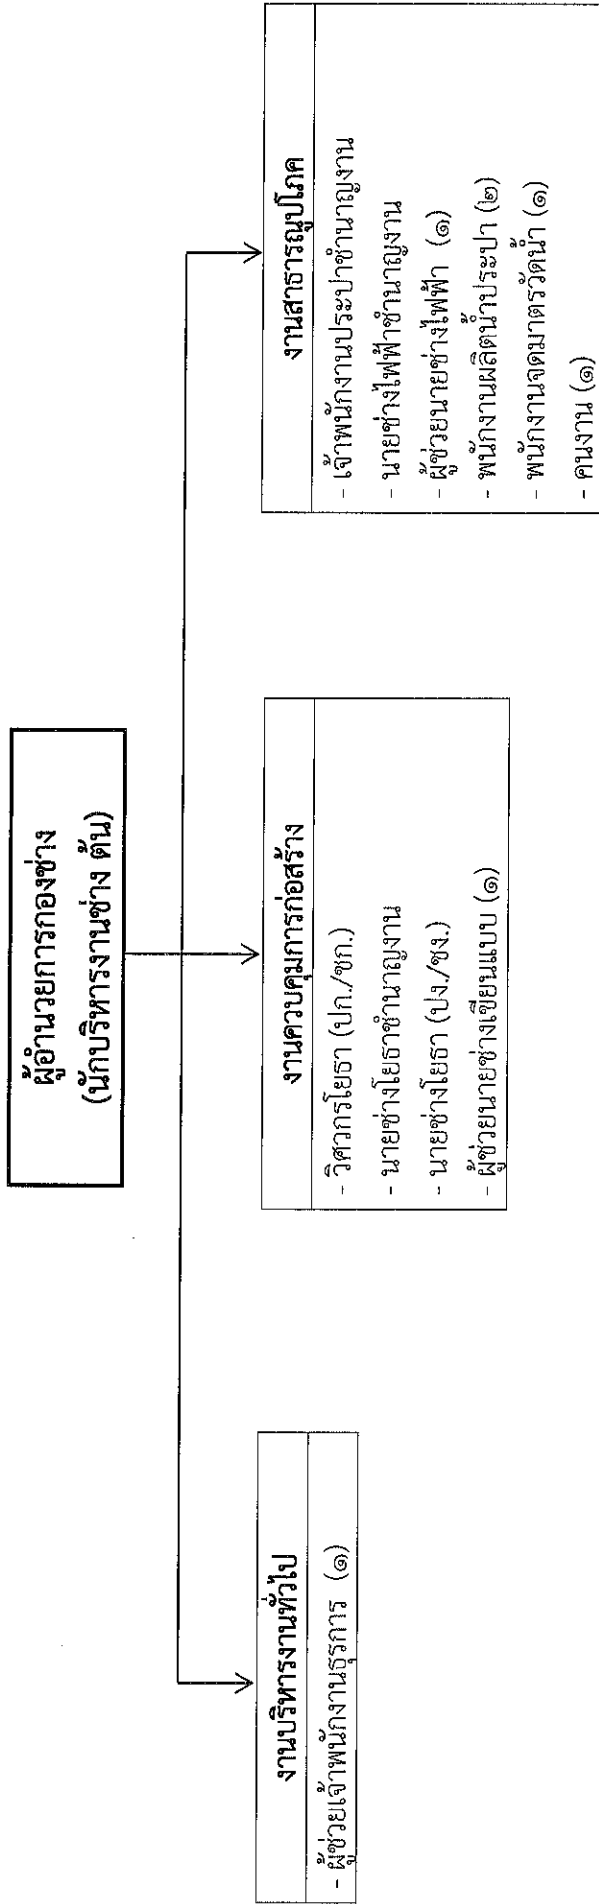 ผู้อำนวยการกองช่าง
(นักบริหารงานช่าง ต้น)
งานบริหารงานทั่วไป
- ผู้ช่วยเจ้าพนักงานธุรการ (๑)
งานควบคุมการก่อสร้าง
- วิศวกรโยธา (ปก./ชก.)
- นายช่างโยธาชำนาญงาน
- นายช่างโยธา (ปง./ชง.)
- ผู้ช่วยนายช่างเขียนแบบ (๑)
งานสาธารณูปโภค
- เจ้าพนักงานประปาชำนาญงาน
- นายช่างไฟฟ้าชำนาญงาน
- ผู้ช่วยนายช่างไฟฟ้า (๑)
- พนักงานผลิตน้ำประปา (๒)
- พนักงานจดมาตรวัดน้ำ (๑)
- คนงาน (๑)